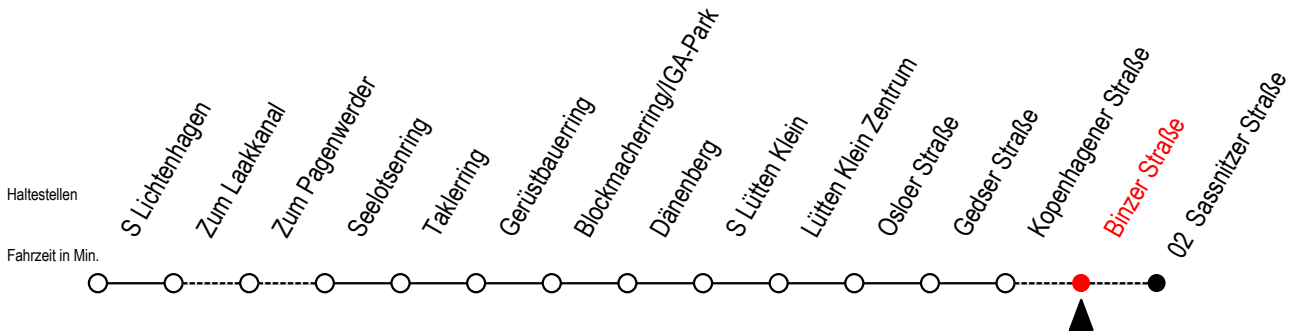 Haltestellen
Fahrzeit in Min.
S Lichtenhagen
Zum Laakkanal
Zum Pagenwerder
Seelotsenring
Taklerring
Gerüstbauerring
Blockmacherring/IGA-Park
Dänenberg
S Lütten Klein
Lütten Klein Zentrum
Osloer Straße
Gedser Straße
Kopenhagener Straße
Binzer Straße
02 Sassnitzer Straße